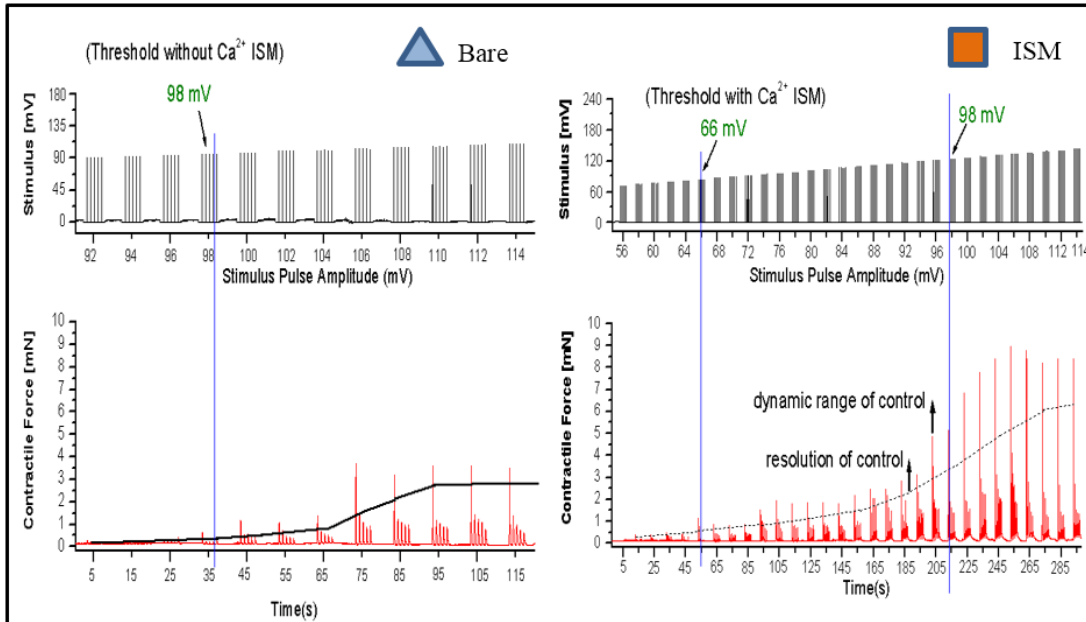 (Threshold without Ca²⁺ ISM)
Bare
98 mV
Stimulus [mV]
180
135
90
45
0
92 94 96 98 100 102 104 106 108 110 112 114
Stimulus Pulse Amplitude (mV)
Contractile Force [mN]
10
9
8
7
6
5
4
3
2
1
0
5 15 25 35 45 55 65 75 85 95 105 115
Time(s)
ISM
(Threshold with Ca²⁺ ISM)
66 mV
98 mV
Stimulus [mV]
240
180
120
60
0
56 60 64 68 72 76 80 84 88 92 96 100 104 108 114
Stimulus Pulse Amplitude (mV)
Contractile Force [mN]
10
9
8
7
6
5
4
3
2
1
0
dynamic range of control
resolution of control
5 25 45 65 85 105 125 145 165 185 205 225 245 265 285
Time(s)